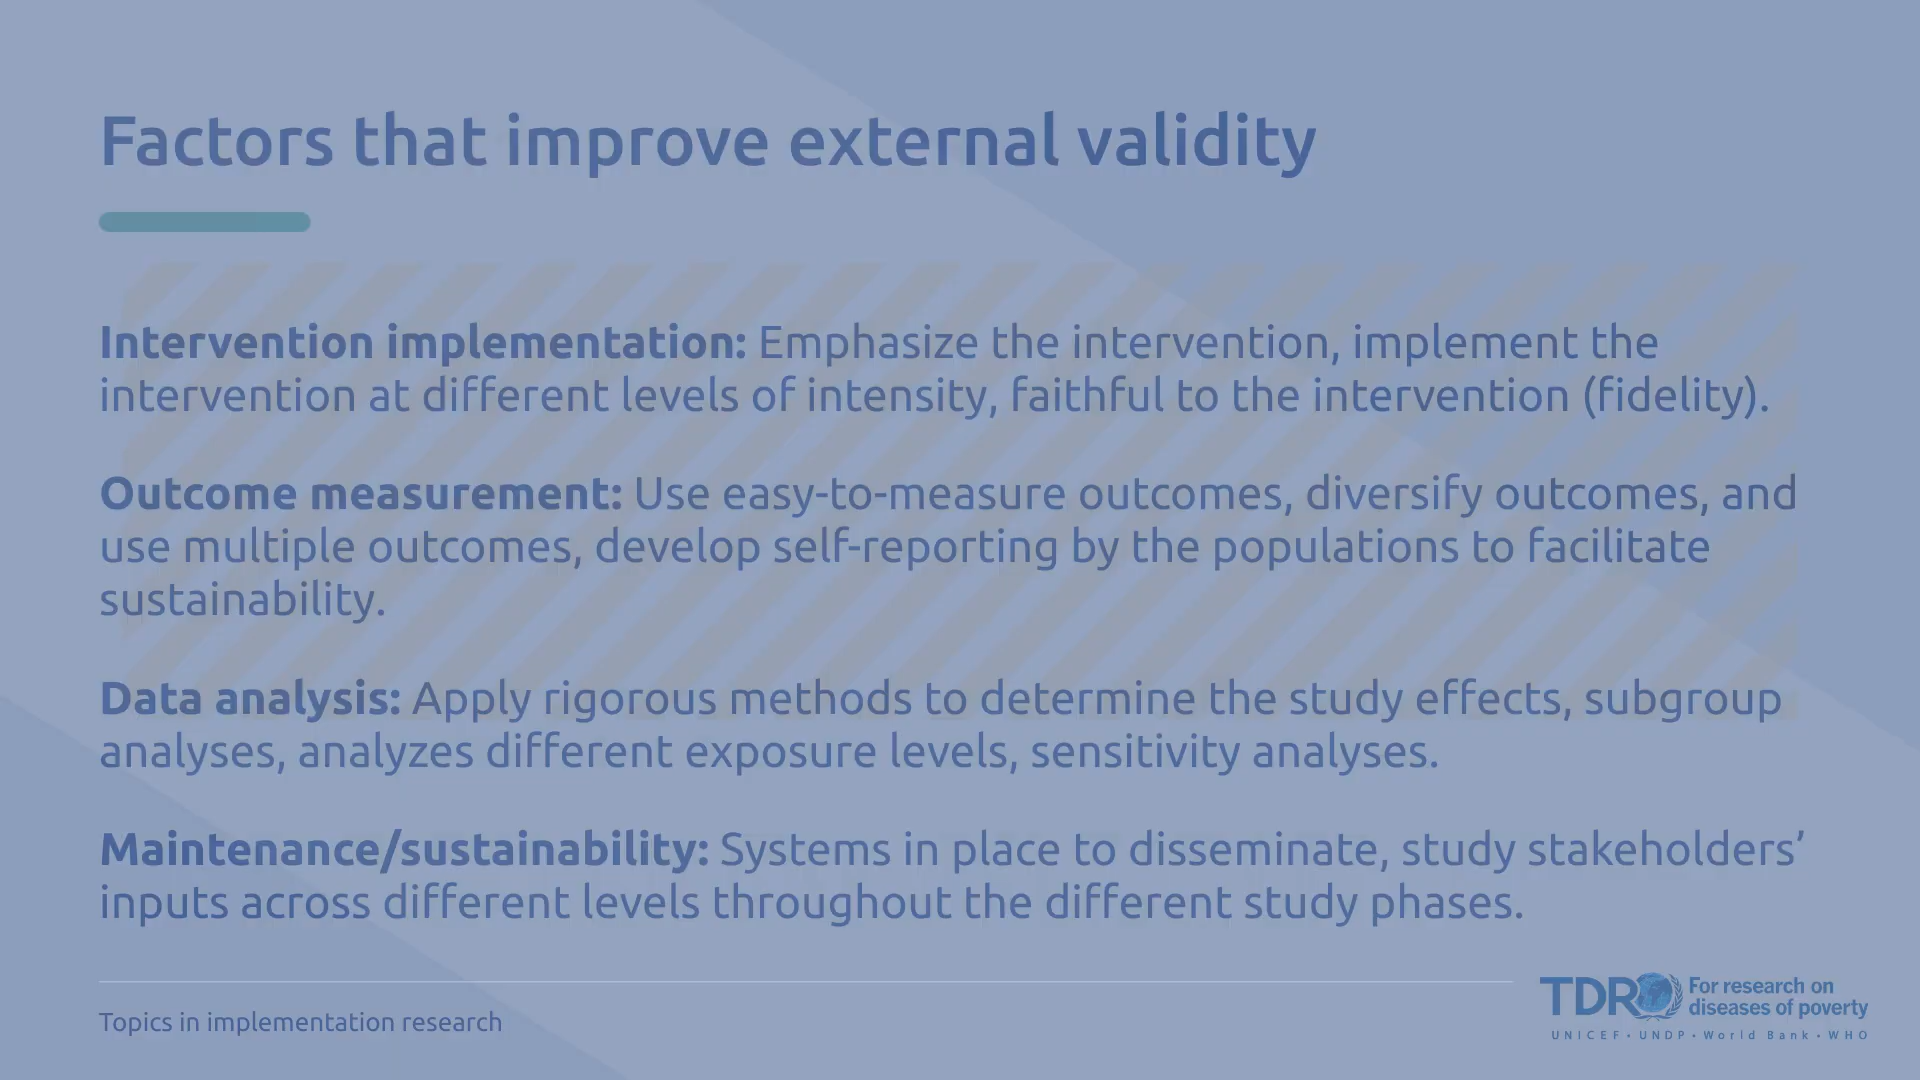 Factors that improve external validity
Intervention implementation: Emphasize the intervention, implement the
intervention at different levels of intensity, faithful to the intervention (fidelity).
Outcome measurement: Use easy-to-measure outcomes, diversify outcomes, and
use multiple outcomes, develop self-reporting by the populations to facilitate
sustainability.
Data analysis: Apply rigorous methods to determine the study effects, subgroup
analyses, analyzes different exposure levels, sensitivity analyses.
Maintenance/sustainability: Systems in place to disseminate, study stakeholders’
inputs across different levels throughout the different study phases.
Topics in implementation research
TDR For research on
diseases of poverty
UNICEF • UNDP • World Bank • WHO